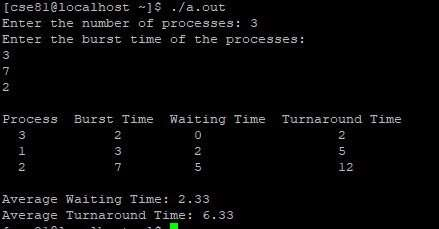 [cse81@localhost ~]$ ./a.out
Enter the number of processes: 3
Enter the burst time of the processes:
3
7
2
Process Burst Time Waiting Time Turnaround Time
3 2 0 2
1 3 2 5
2 7 5 12
Average Waiting Time: 2.33
Average Turnaround Time: 6.33